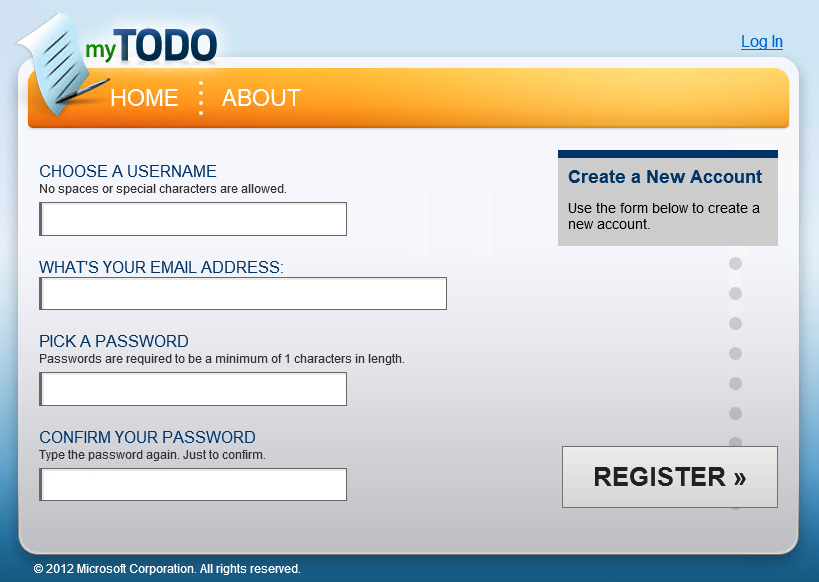 myTODO
Log In
HOME ABOUT
CHOOSE A USERNAME
No spaces or special characters are allowed.
WHAT'S YOUR EMAIL ADDRESS:
PICK A PASSWORD
Passwords are required to be a minimum of 1 characters in length.
CONFIRM YOUR PASSWORD
Type the password again. Just to confirm.
Create a New Account
Use the form below to create a
new account.
REGISTER »
© 2012 Microsoft Corporation. All rights reserved.